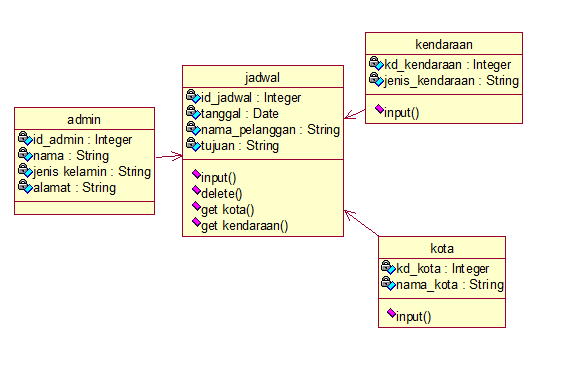 admin
id_admin : Integer
nama : String
jenis kelamin : String
alamat : String
jadwal
id_jadwal : Integer
tanggal : Date
nama_pelanggan : String
tujuan : String
input()
delete()
get kota()
get kendaraan()
kendaraan
kd_kendaraan : Integer
jenis_kendaraan : String
input()
kota
kd_kota : Integer
nama_kota : String
input()